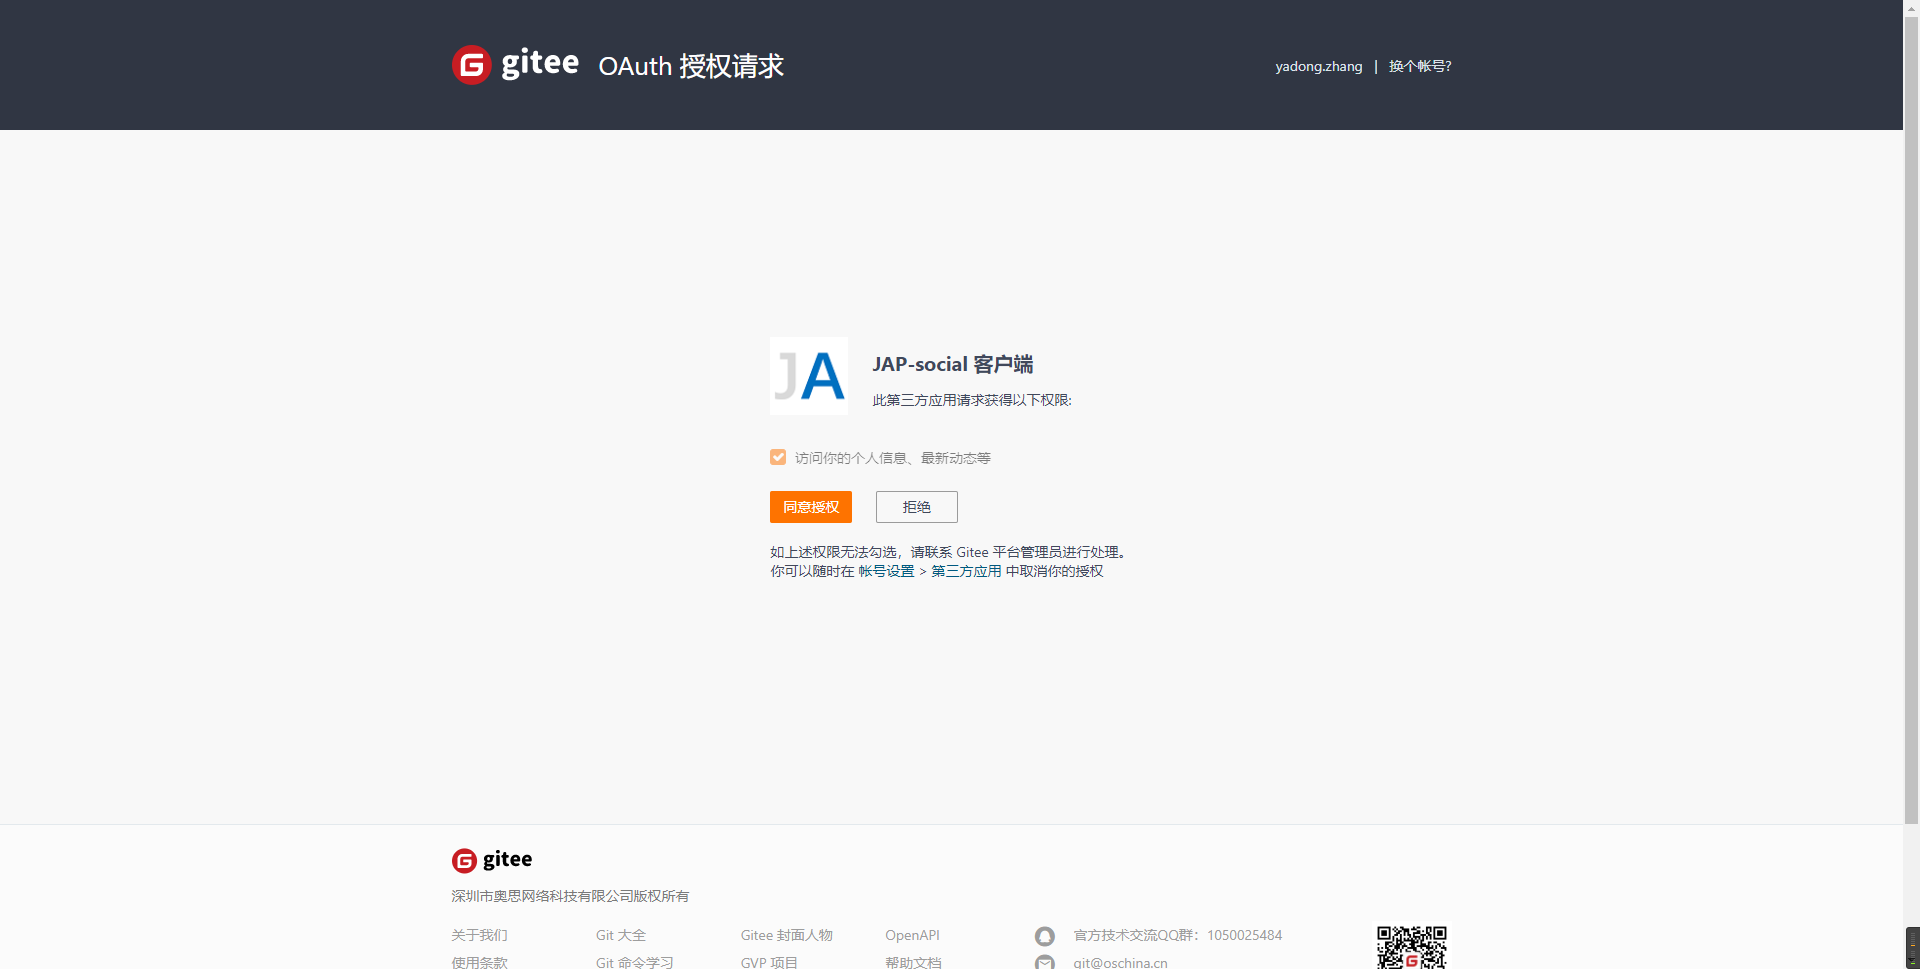 gitee OAuth 授权请求
yadong.zhang | 换个帐号?
JA
JAP-social 客户端
此第三方应用请求获得以下权限:
访问你的个人信息、最新动态等
同意授权 拒绝
如上述权限无法勾选，请联系 Gitee 平台管理员进行处理。
你可以随时在 帐号设置 > 第三方应用 中取消你的授权
gitee
深圳市奥思网络科技有限公司版权所有
关于我们 Git 大全 Gitee 封面人物 OpenAPI 官方技术交流QQ群：1050025484
使用条款 Git 命令学习 GVP 项目 帮助文档 git@oschina.cn